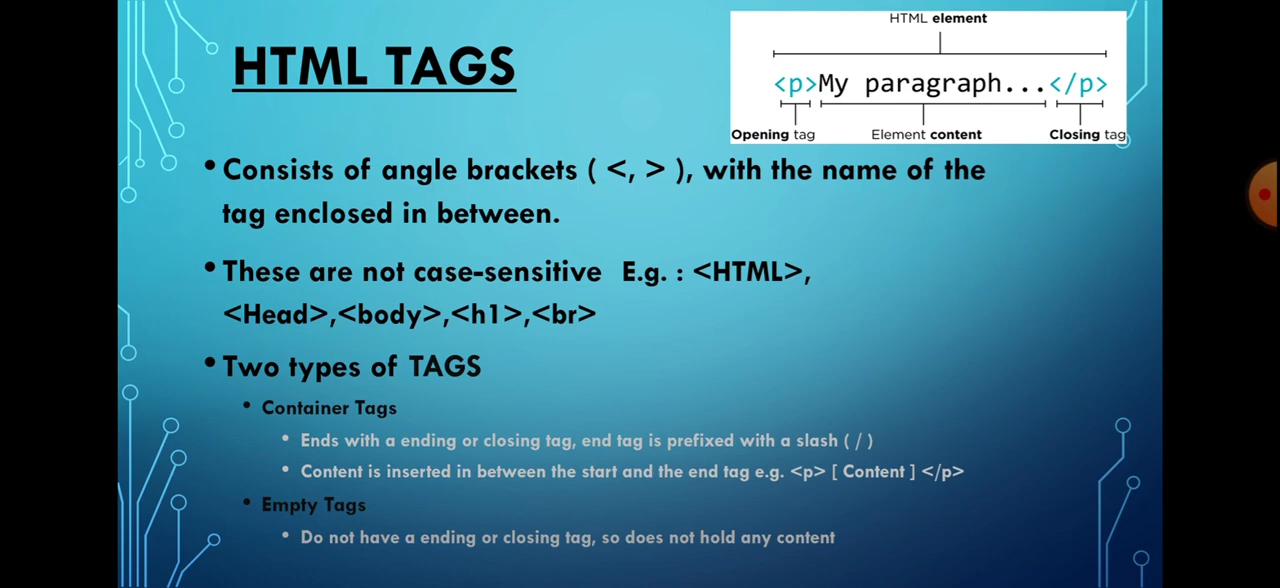 HTML TAGS
HTML element
<p>My paragraph...</p>
Opening tag
Element content
Closing tag
• Consists of angle brackets ( <, > ), with the name of the
tag enclosed in between.
• These are not case-sensitive E.g. : <HTML>,
<Head>,<body>,<h1>,<br>
• Two types of TAGS
• Container Tags
• Ends with a ending or closing tag, end tag is prefixed with a slash ( / )
• Content is inserted in between the start and the end tag e.g. <p> [ Content ] </p>
• Empty Tags
• Do not have a ending or closing tag, so does not hold any content